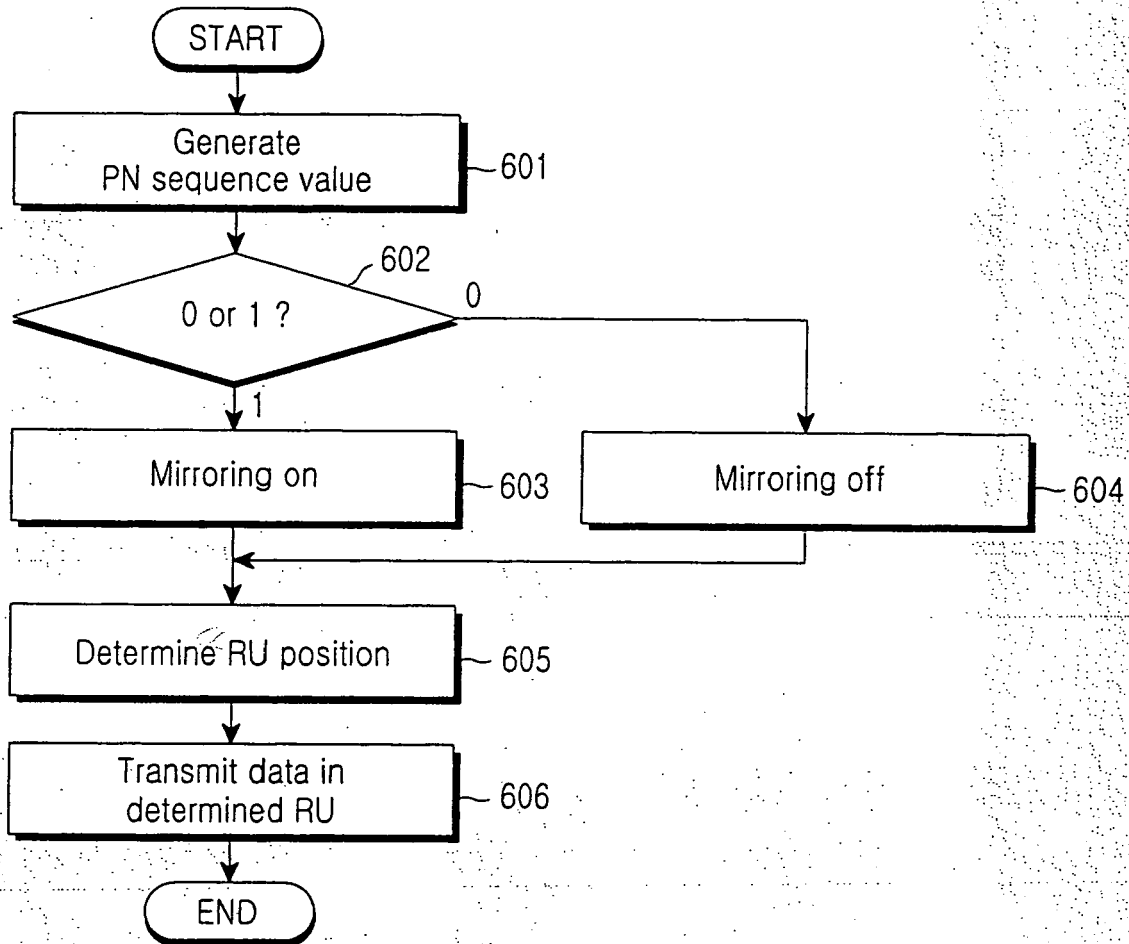 START
Generate
PN sequence value
601
602
0 or 1 ?
0
1
Mirroring on
603
Mirroring off
604
Determine RU position
605
Transmit data in
determined RU
606
END